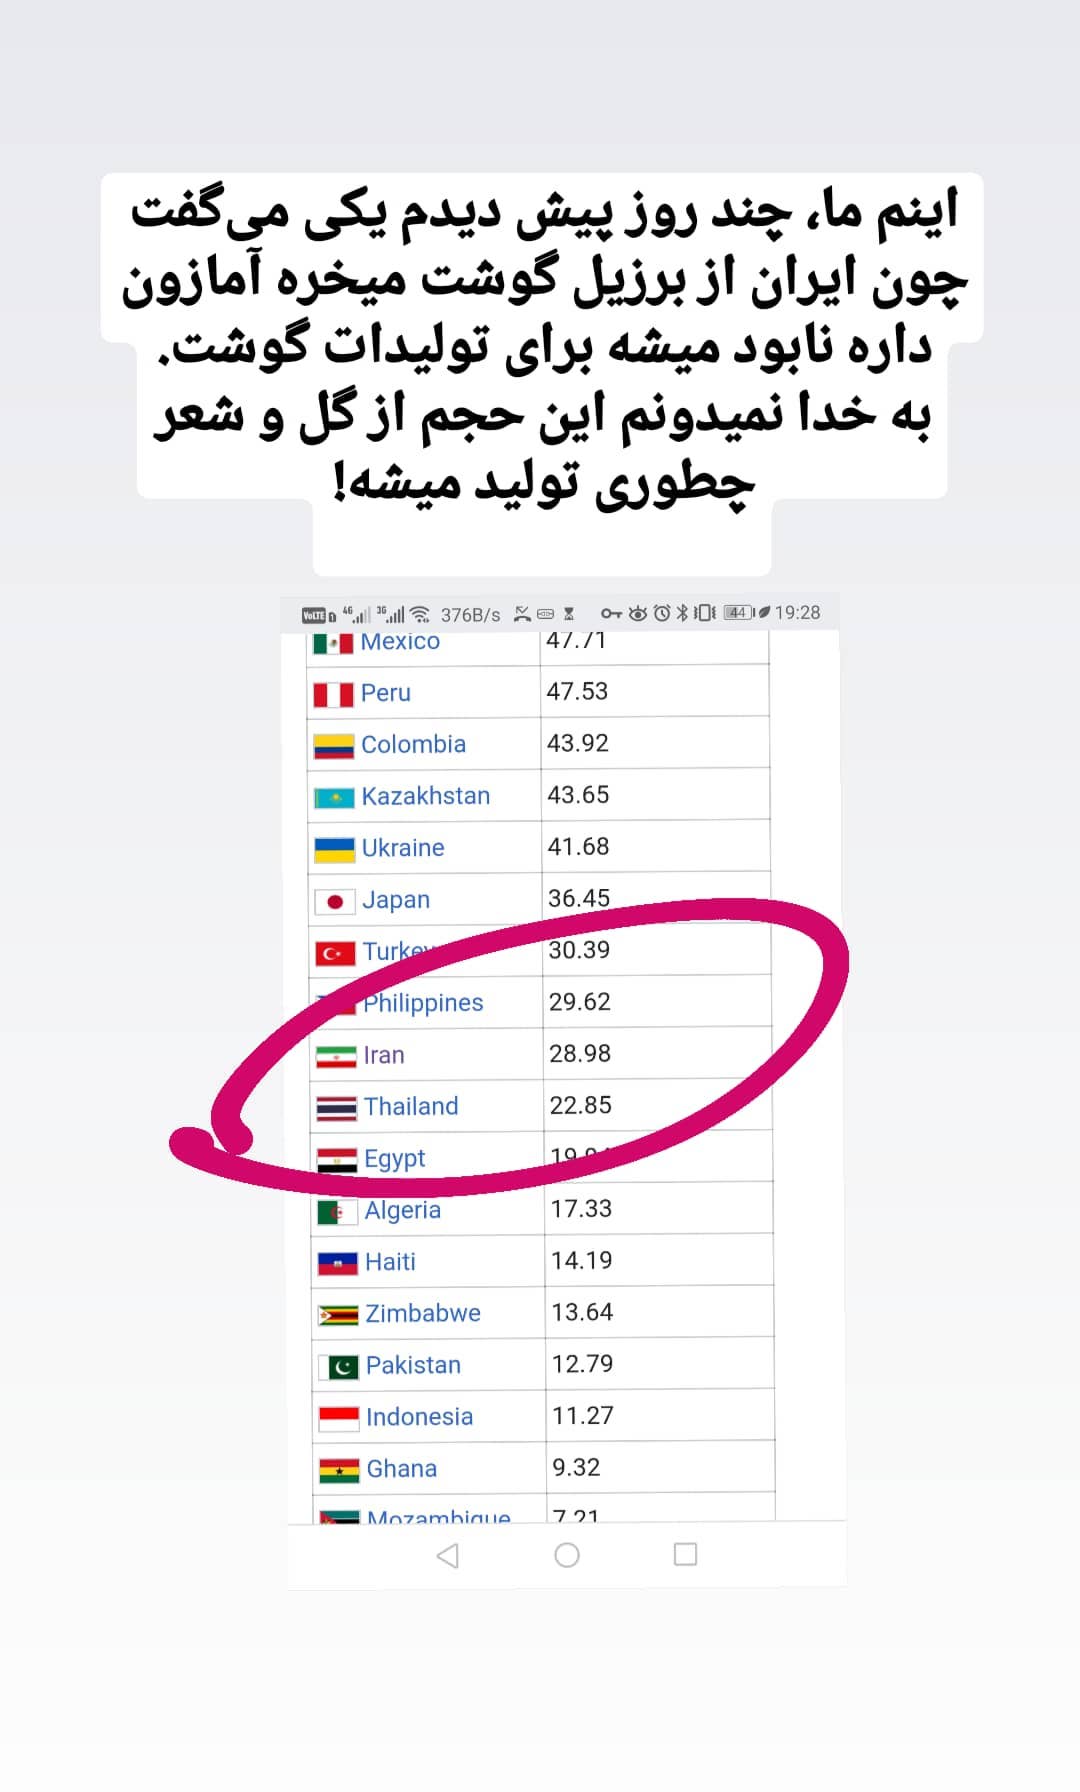 اینم ما، چند روز پیش دیدم یکی می‌گفت
چون ایران از برزیل گوشت میخره آمازون
داره نابود میشه برای تولیدات گوشت.
به خدا نمیدونم این حجم از گل و شعر
چطوری تولید میشه!
VoLTE 4G 3G 376B/s 44 19:28
Mexico 47.71
Peru 47.53
Colombia 43.92
Kazakhstan 43.65
Ukraine 41.68
Japan 36.45
Turkey 30.39
Philippines 29.62
Iran 28.98
Thailand 22.85
Egypt
Algeria 17.33
Haiti 14.19
Zimbabwe 13.64
Pakistan 12.79
Indonesia 11.27
Ghana 9.32
Mozambique 7.21